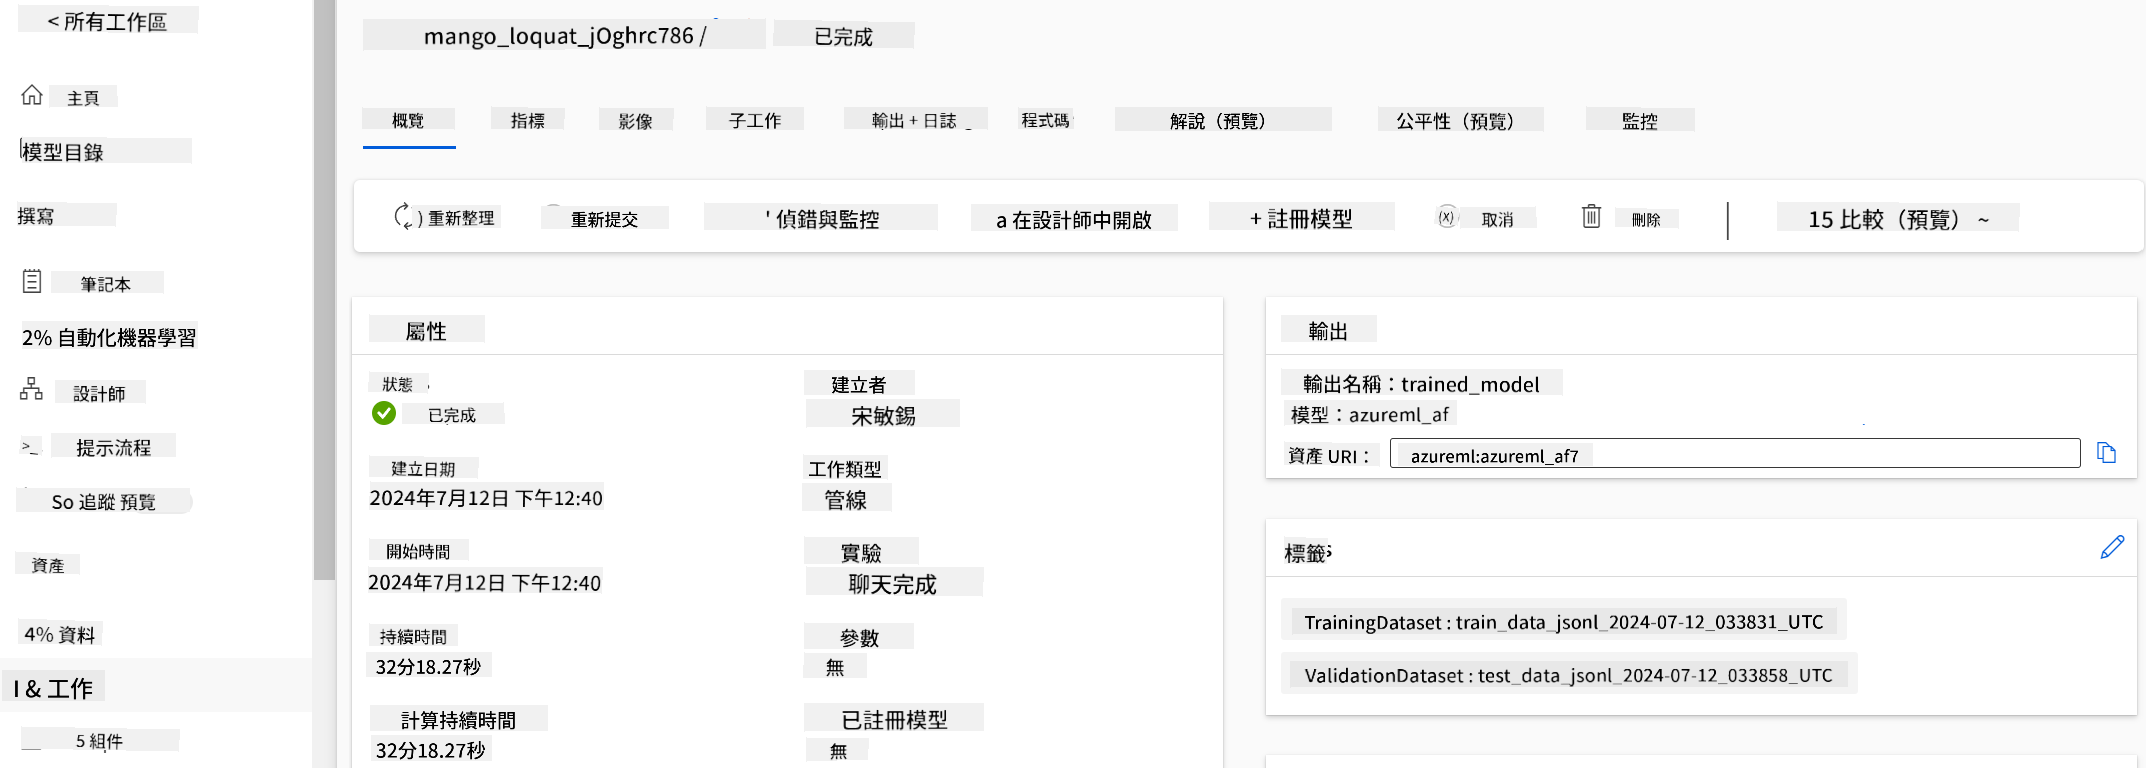 < 所有工作區
主頁
模型目錄
撰寫
筆記本
2% 自動化機器學習
設計師
>_ 提示流程
So 追蹤 預覽
資產
4% 資料
I & 工作
5 組件
mango_loquat_jOghrc786 /
已完成
概覽
指標
影像
子工作
輸出 + 日誌
程式碼
解說（預覽）
公平性（預覽）
監控
) 重新整理
重新提交
' 偵錯與監控
a 在設計師中開啟
+ 註冊模型
(x) 取消
刪除
15 比較（預覽） ~
屬性
狀態
已完成
建立日期
2024年7月12日 下午12:40
開始時間
2024年7月12日 下午12:40
持續時間
32分18.27秒
計算持續時間
32分18.27秒
建立者
宋敏錫
工作類型
管線
實驗
聊天完成
參數
無
已註冊模型
無
輸出
輸出名稱：trained_model
模型：azureml_af
資產 URI：
azureml:azureml_af7
標籤
TrainingDataset : train_data_jsonl_2024-07-12_033831_UTC
ValidationDataset : test_data_jsonl_2024-07-12_033858_UTC